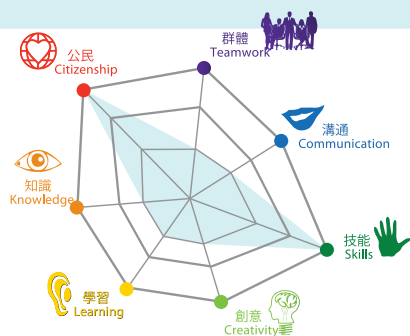 群體
Teamwork
公民
Citizenship
溝通
Communication
知識
Knowledge
技能
Skills
學習
Learning
創意
Creativity